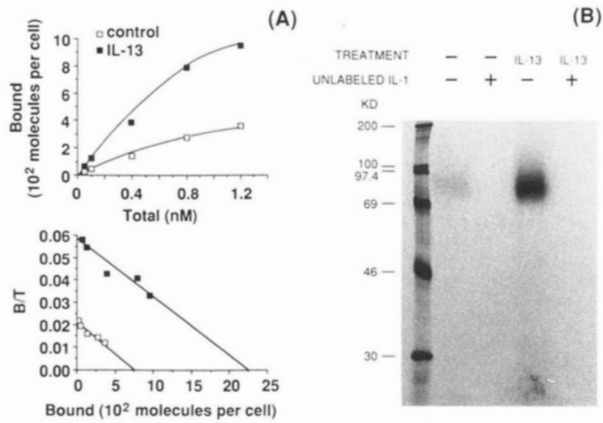 (A)
control
IL-13
Bound
(10² molecules per cell)
10
8
6
4
2
0
0.0 0.4 0.8 1.2
Total (nM)
B/T
0.06
0.05
0.04
0.03
0.02
0.01
0.00
0 5 10 15 20 25
Bound (10² molecules per cell)
(B)
TREATMENT – – IL-13 IL-13
UNLABELED IL-1 – + – +
KD
200
100
97.4
69
46
30